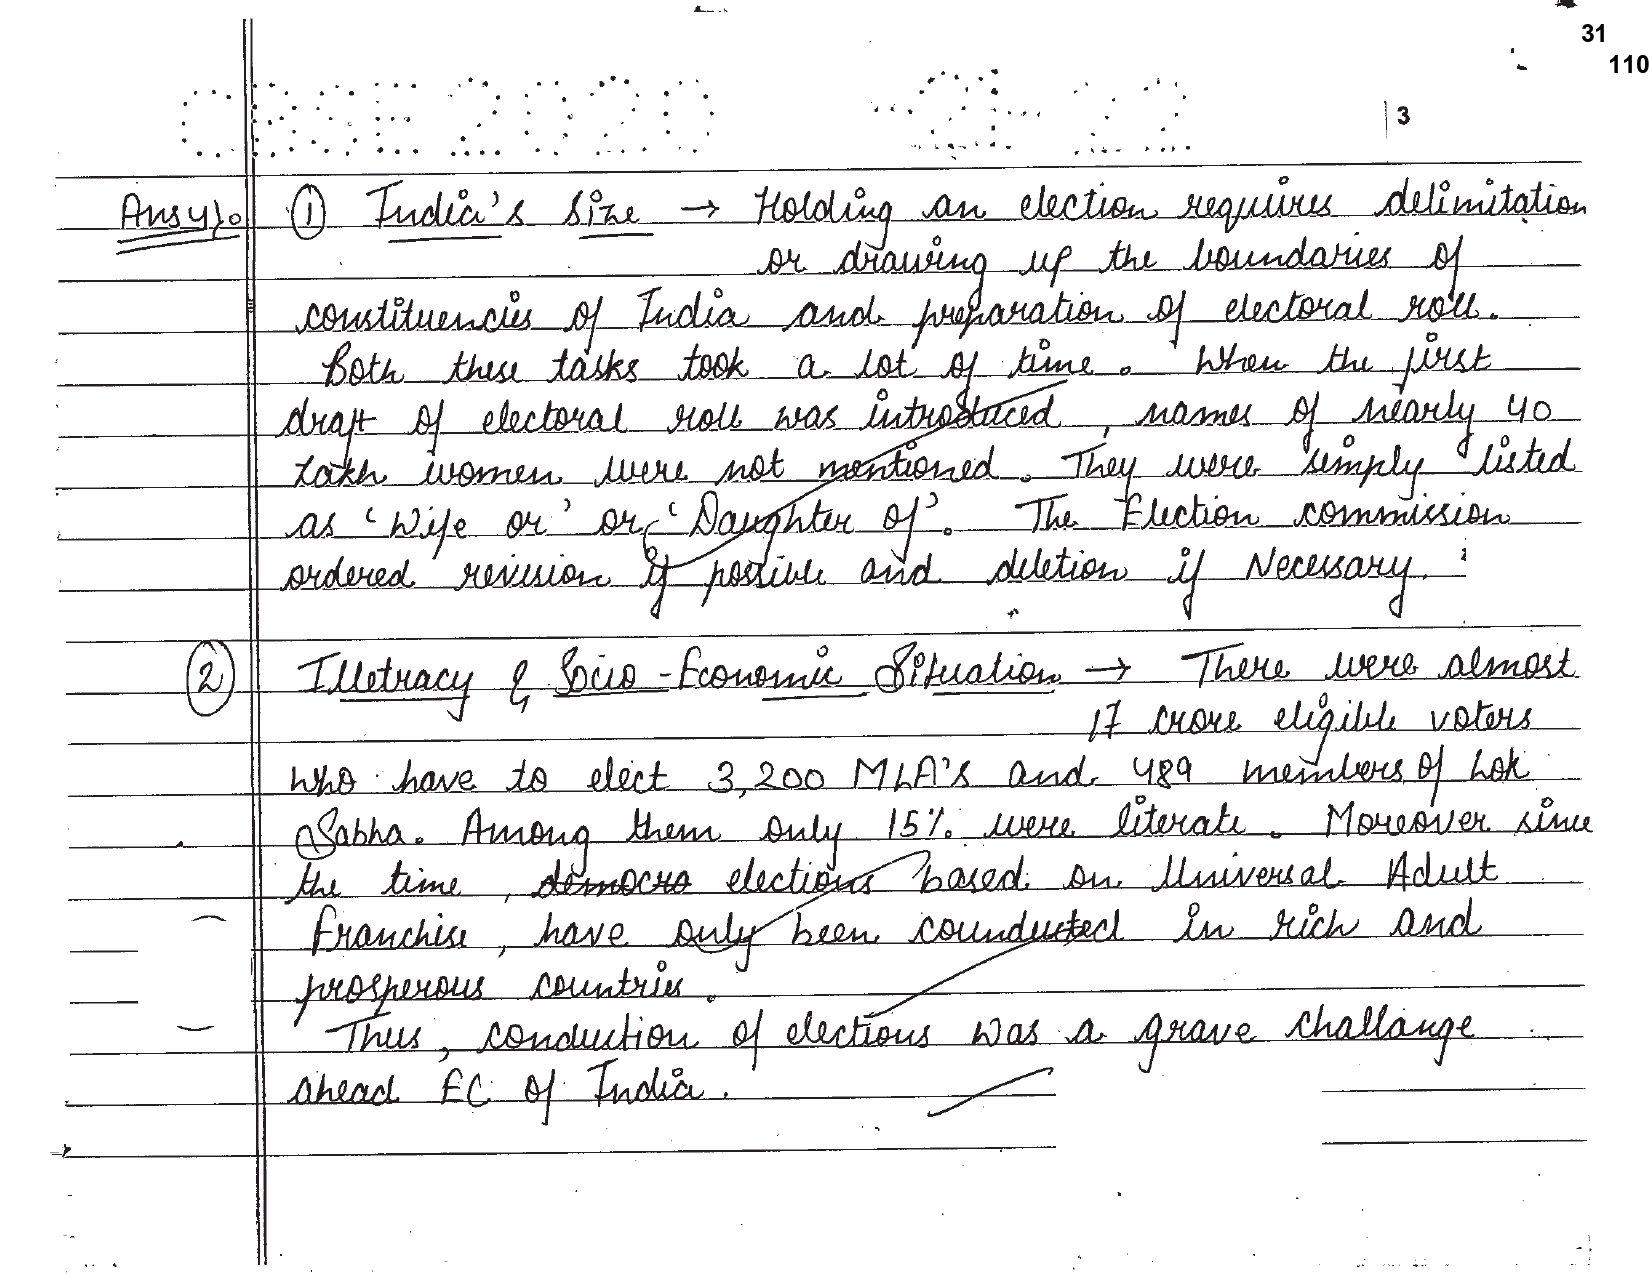 31
110
CBSE 2020
3
Ans ① India's Size → Holding an election requires delimitation
or drawing up the boundaries of
constituencies of India and preparation of electoral roll.
Both these tasks took a lot of time. When the first
draft of electoral roll was introduced, names of nearly 40
lakh women were not mentioned. They were simply listed
as 'Wife or' or 'Daughter of'. The Election commission
ordered revision if possible and deletion if Necessary.
② Illetracy & Socio-Economic Situation → There were almost
17 crore eligible voters
who have to elect 3,200 MLA's and 489 members of Lok
Sabha. Among them only 15% were literate. Moreover since
the time, democra elections based on Universal Adult
franchise, have only been counducted in rich and
prosperous countries.
Thus, conduction of elections was a grave challange
ahead EC of India.